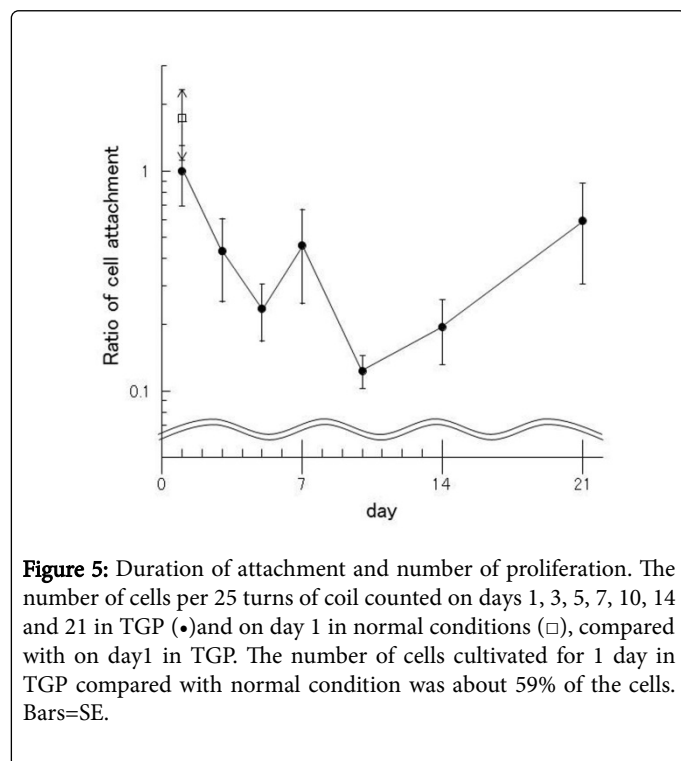 Ratio of cell attachment
1
0.1
0
7
14
21
day
Figure 5: Duration of attachment and number of proliferation. The
number of cells per 25 turns of coil counted on days 1, 3, 5, 7, 10, 14
and 21 in TGP (•)and on day 1 in normal conditions (□), compared
with on day1 in TGP. The number of cells cultivated for 1 day in
TGP compared with normal condition was about 59% of the cells.
Bars=SE.